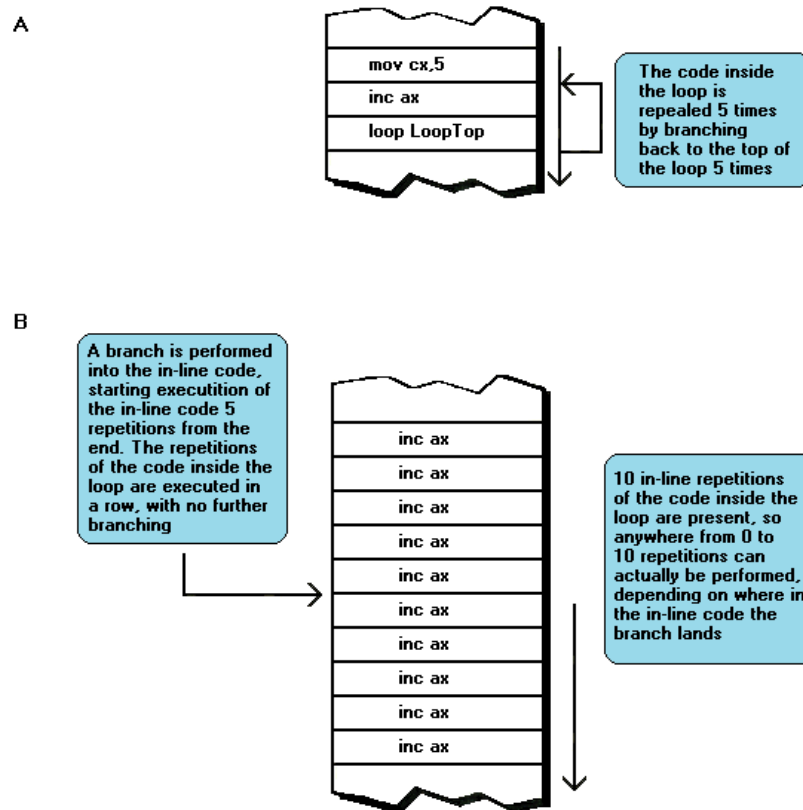 A
mov cx,5
inc ax
loop LoopTop
The code inside
the loop is
repealed 5 times
by branching
back to the top of
the loop 5 times
B
A branch is performed
into the in-line code,
starting executition of
the in-line code 5
repetitions from the
end. The repetitions
of the code inside the
loop are executed in
a row, with no further
branching
inc ax
inc ax
inc ax
inc ax
inc ax
inc ax
inc ax
inc ax
inc ax
inc ax
10 in-line repetitions
of the code inside the
loop are present, so
anywhere from 0 to
10 repetitions can
actually be performed,
depending on where in
the in-line code the
branch lands